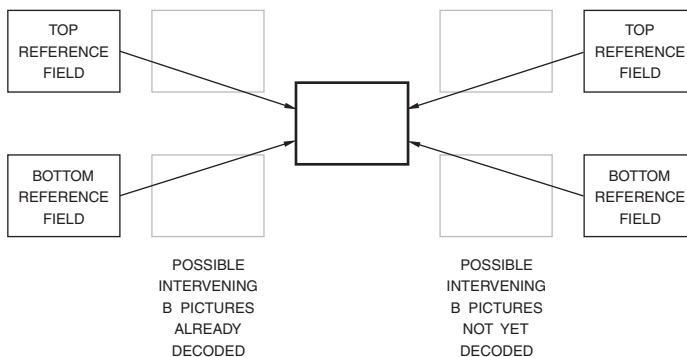 TOP
REFERENCE
FIELD
TOP
REFERENCE
FIELD
BOTTOM
REFERENCE
FIELD
BOTTOM
REFERENCE
FIELD
POSSIBLE
INTERVENING
B PICTURES
ALREADY
DECODED
POSSIBLE
INTERVENING
B PICTURES
NOT YET
DECODED